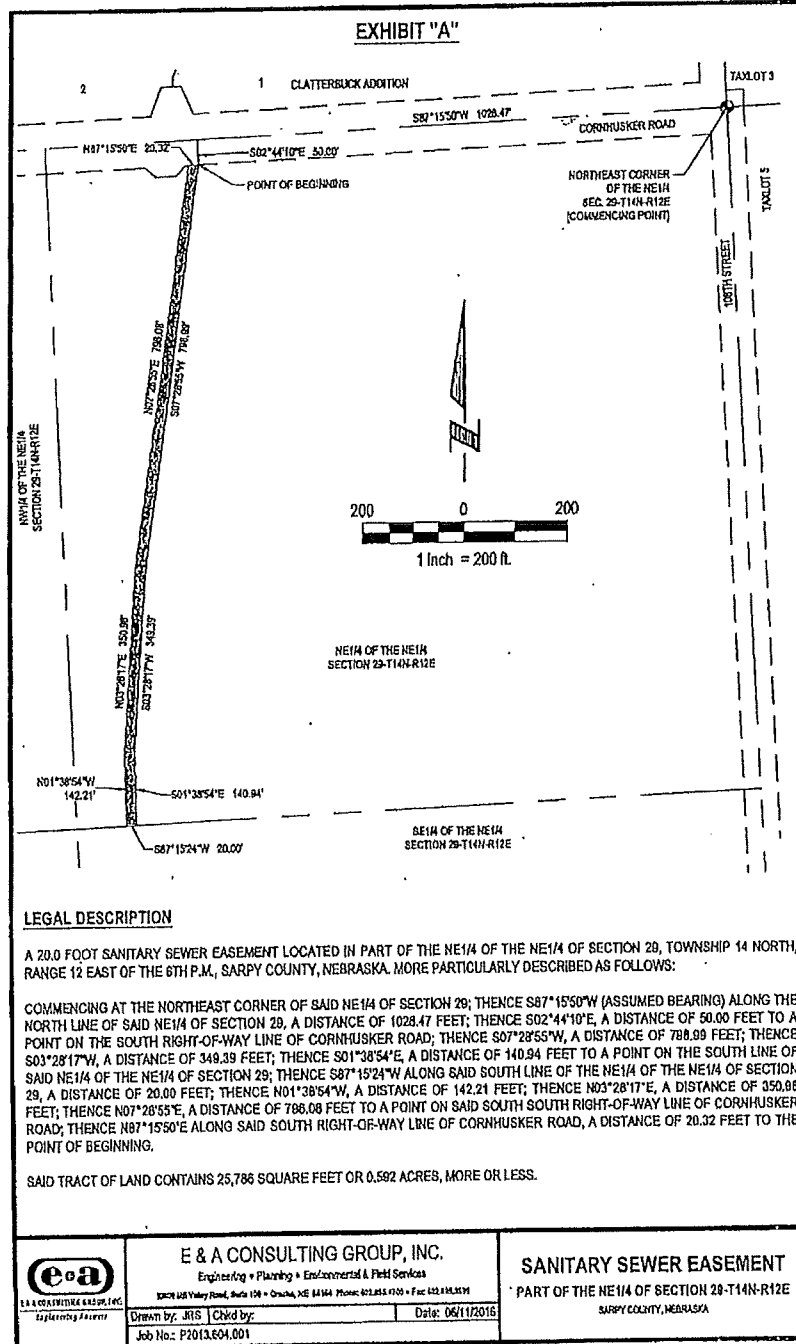 EXHIBIT "A"
2
1
CLATTERBUCK ADDITION
TAXLOT 3
S87°15'50"W 1028.47'
CORNHUSKER ROAD
N87°15'50"E 20.32'
S02°44'10"E 50.00'
POINT OF BEGINNING
NORTHEAST CORNER
OF THE NE1/4
SEC. 29-T14N-R12E
(COMMENCING POINT)
TAXLOT 5
108TH STREET
S07°28'55"W
NW1/4 OF THE NE1/4
SECTION 29-T14N-R12E
200 0 200
1 Inch = 200 ft.
N03°28'17"E 350.98'
S03°28'17"W 349.39'
NE1/4 OF THE NE1/4
SECTION 29-T14N-R12E
N01°38'54"W
142.21'
S01°38'54"E 140.94'
S87°15'24"W 20.00'
SE1/4 OF THE NE1/4
SECTION 29-T14N-R12E
LEGAL DESCRIPTION
A 20.0 FOOT SANITARY SEWER EASEMENT LOCATED IN PART OF THE NE1/4 OF THE NE1/4 OF SECTION 29, TOWNSHIP 14 NORTH,
RANGE 12 EAST OF THE 6TH P.M., SARPY COUNTY, NEBRASKA. MORE PARTICULARLY DESCRIBED AS FOLLOWS:
COMMENCING AT THE NORTHEAST CORNER OF SAID NE1/4 OF SECTION 29; THENCE S87°15'50"W (ASSUMED BEARING) ALONG THE
NORTH LINE OF SAID NE1/4 OF SECTION 29, A DISTANCE OF 1028.47 FEET; THENCE S02°44'10"E, A DISTANCE OF 50.00 FEET TO A
POINT ON THE SOUTH RIGHT-OF-WAY LINE OF CORNHUSKER ROAD; THENCE S07°28'55"W, A DISTANCE OF FEET; THENCE
S03°28'17"W, A DISTANCE OF 349.39 FEET; THENCE S01°38'54"E, A DISTANCE OF 140.94 FEET TO A POINT ON THE SOUTH LINE OF
SAID NE1/4 OF THE NE1/4 OF SECTION 29; THENCE S87°15'24"W ALONG SAID SOUTH LINE OF THE NE1/4 OF THE NE1/4 OF SECTION
29, A DISTANCE OF 20.00 FEET; THENCE N01°38'54"W, A DISTANCE OF 142.21 FEET; THENCE N03°28'17"E, A DISTANCE OF 350.98
FEET; THENCE N07°28'55"E, A DISTANCE OF FEET TO A POINT ON SAID SOUTH SOUTH RIGHT-OF-WAY LINE OF CORNHUSKER
ROAD; THENCE N87°15'50"E ALONG SAID SOUTH RIGHT-OF-WAY LINE OF CORNHUSKER ROAD, A DISTANCE OF 20.32 FEET TO THE
POINT OF BEGINNING.
SAID TRACT OF LAND CONTAINS 25,786 SQUARE FEET OR 0.592 ACRES, MORE OR LESS.
e&a
E & A CONSULTING GROUP, INC.
Engineering Answers
E & A CONSULTING GROUP, INC.
Engineering • Planning • Environmental & Field Services
Drawn by: JRS Chkd by: Date: 06/11/2016
Job No.: P2013.604.001
SANITARY SEWER EASEMENT
PART OF THE NE1/4 OF SECTION 29-T14N-R12E
SARPY COUNTY, NEBRASKA